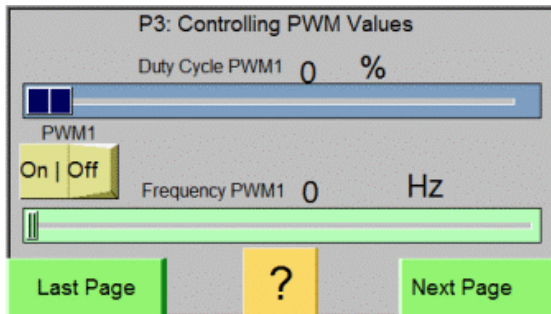 P3: Controlling PWM Values
Duty Cycle PWM1 0 %
PWM1
On | Off
Frequency PWM1 0 Hz
Last Page ? Next Page